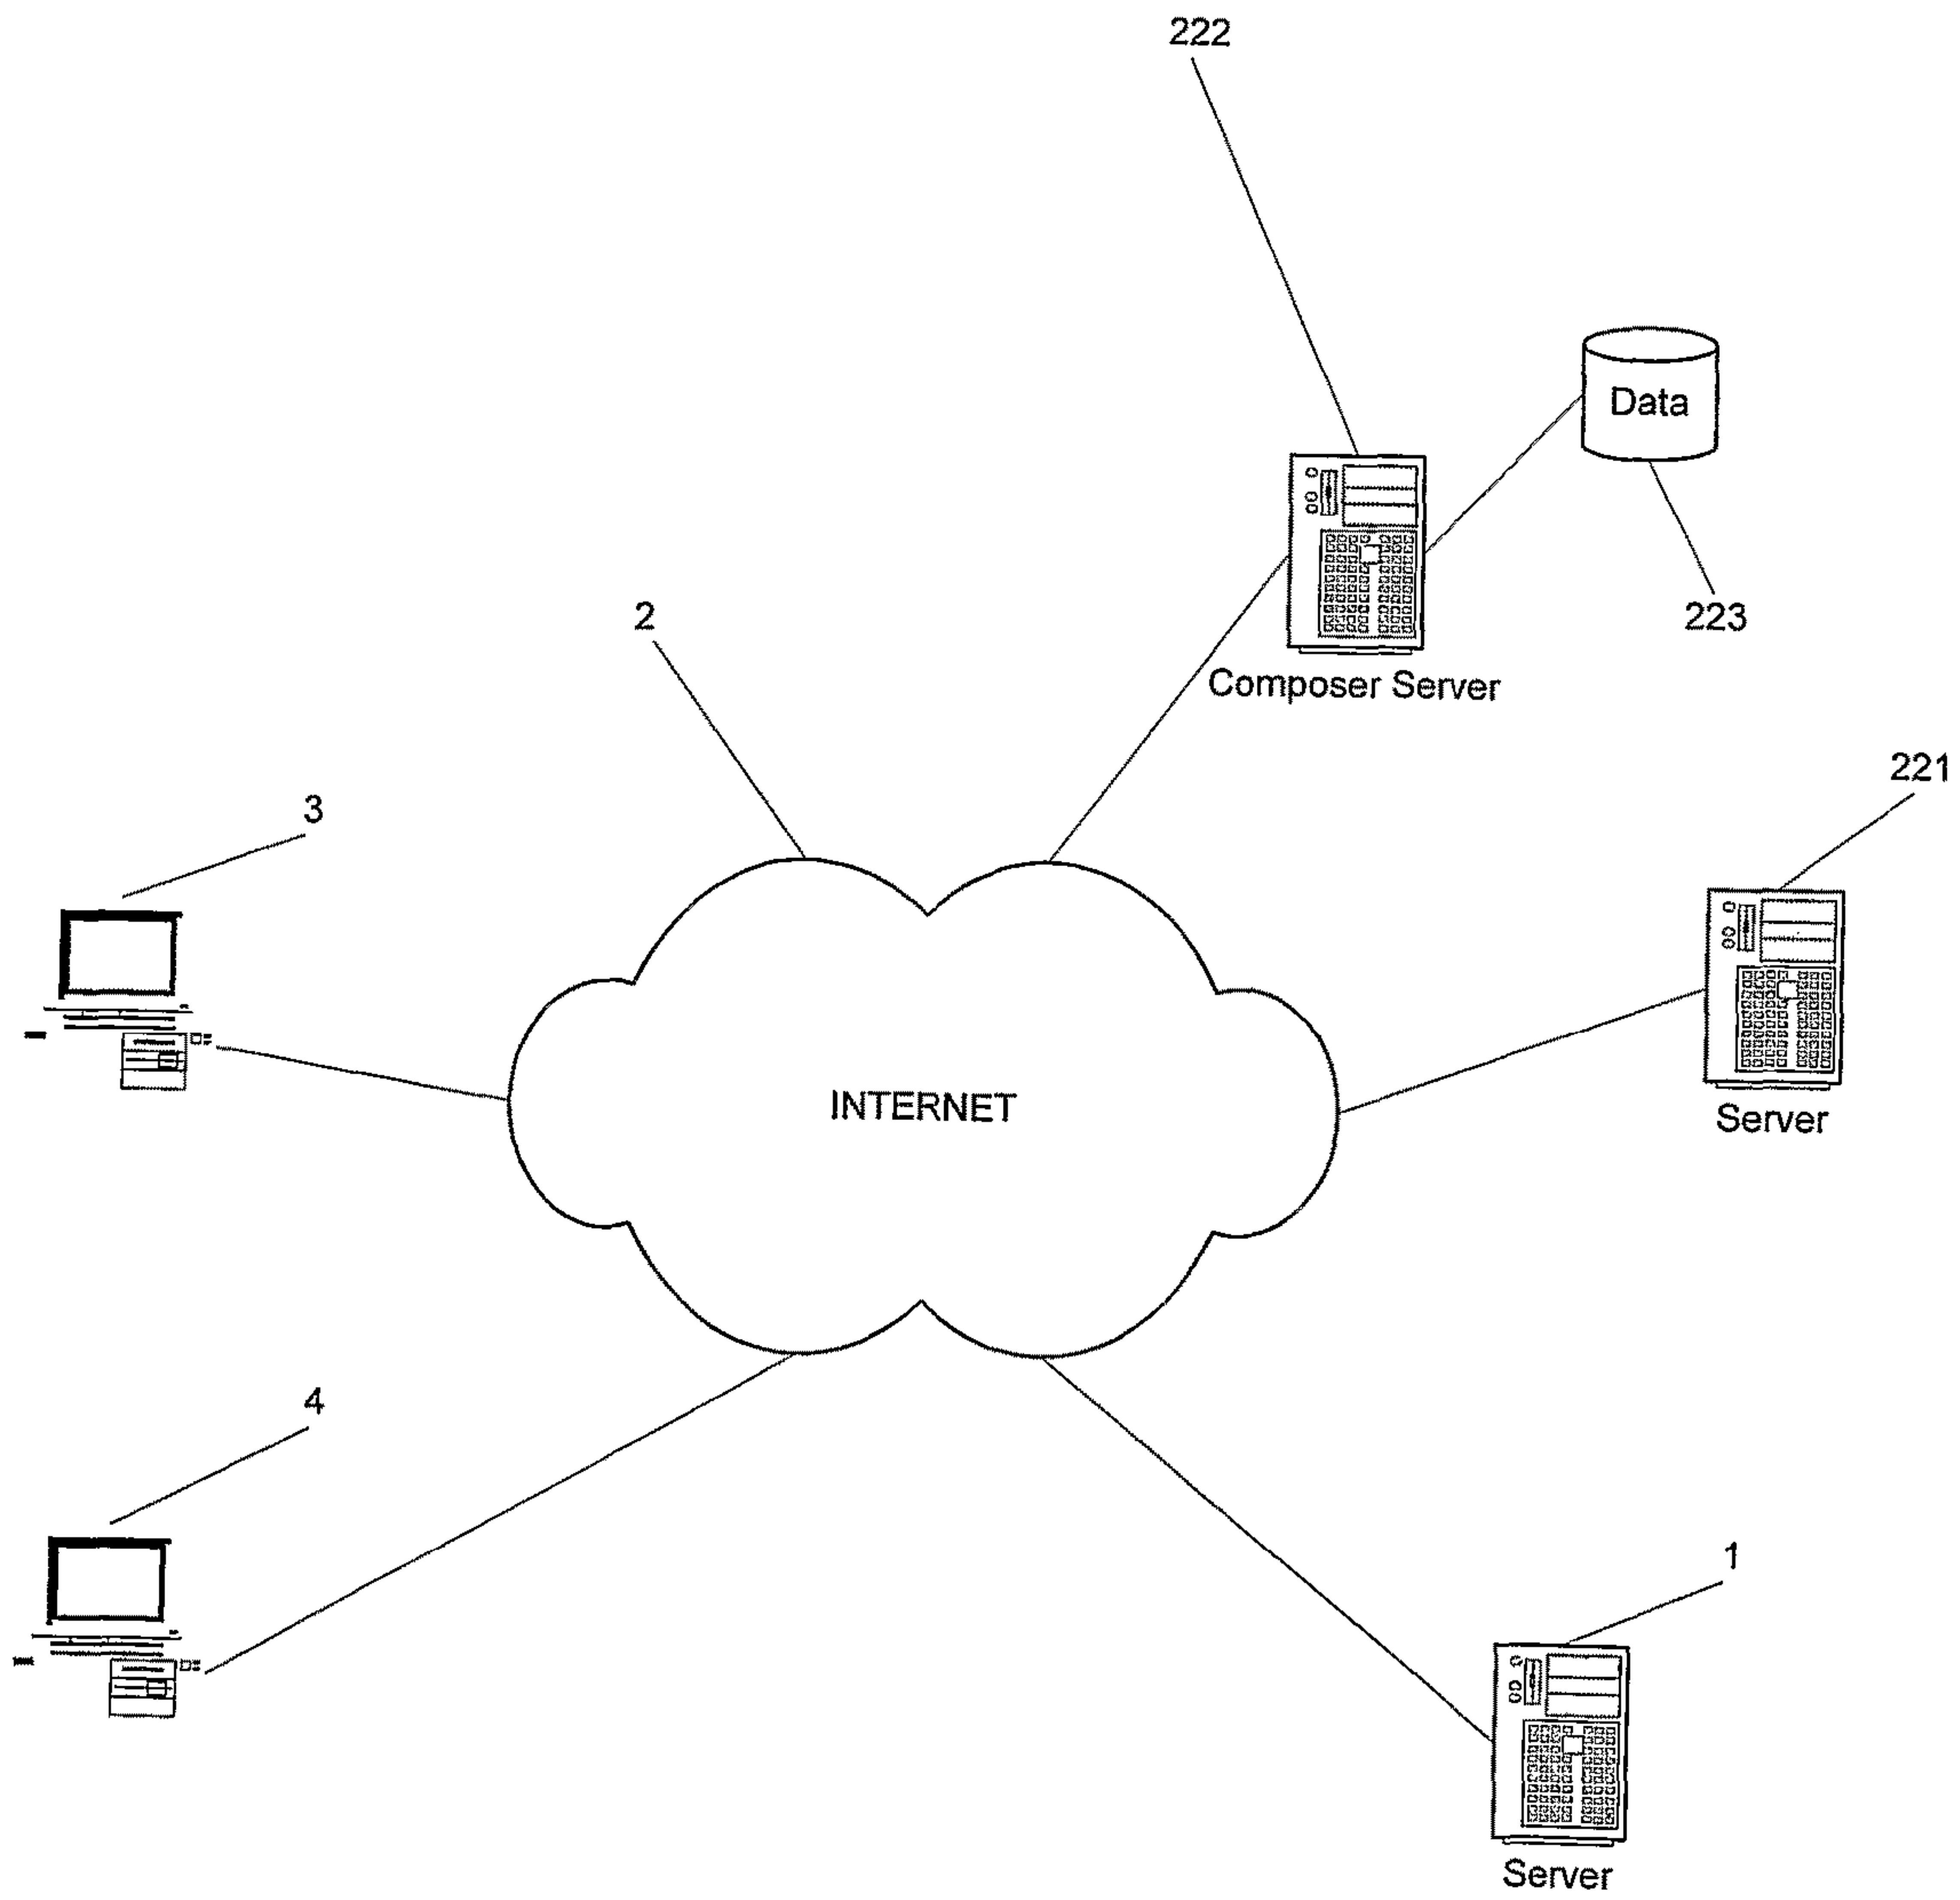 222
Data
2
223
Composer Server
221
3
INTERNET
Server
4
1
Server